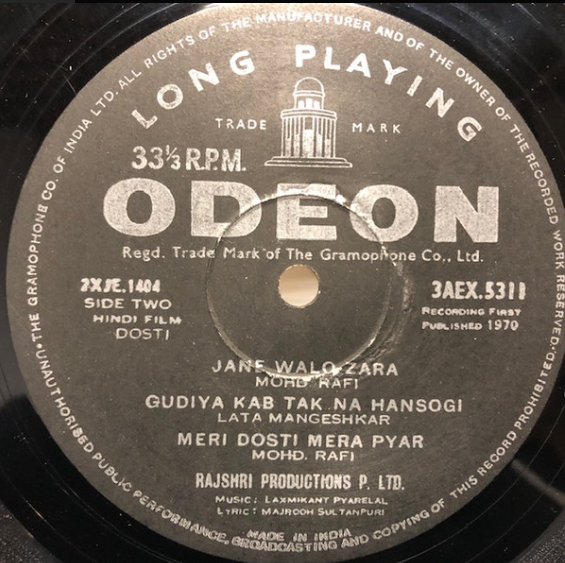 THE GRAMOPHONE CO. OF INDIA LTD. ALL RIGHTS OF THE MANUFACTURER AND OF THE OWNER OF THE RECORDED WORK RESERVED. UNAUTHORISED PUBLIC PERFORMANCE, BROADCASTING AND COPYING OF THIS RECORD PROHIBITED.
LONG PLAYING
TRADE MARK
33⅓ R.P.M.
ODEON
Regd. Trade Mark of The Gramophone Co., Ltd.
2XJE.1404
3AEX.5311
SIDE TWO
RECORDING FIRST
HINDI FILM
PUBLISHED 1970
DOSTI
JANE WALO ZARA
MOHD. RAFI
GUDIYA KAB TAK NA HANSOGI
LATA MANGESHKAR
MERI DOSTI MERA PYAR
MOHD. RAFI
RAJSHRI PRODUCTIONS P. LTD.
MUSIC: LAXMIKANT PYARELAL
LYRIC: MAJROOH SULTANPURI
MADE IN INDIA